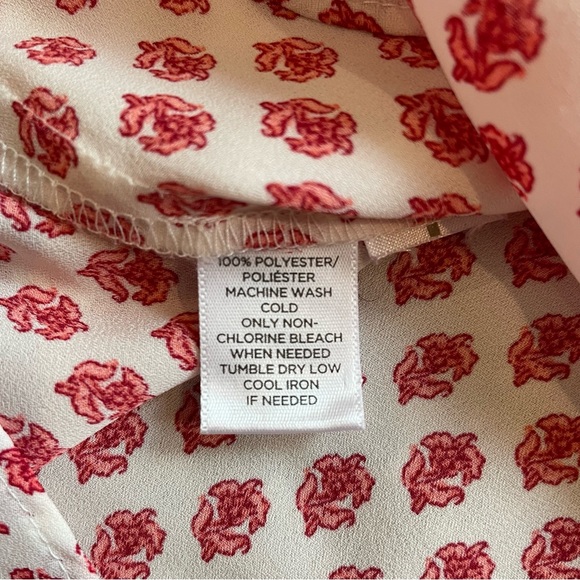 100% POLYESTER/
POLIÉSTER
MACHINE WASH
COLD
ONLY NON-
CHLORINE BLEACH
WHEN NEEDED
TUMBLE DRY LOW
COOL IRON
IF NEEDED